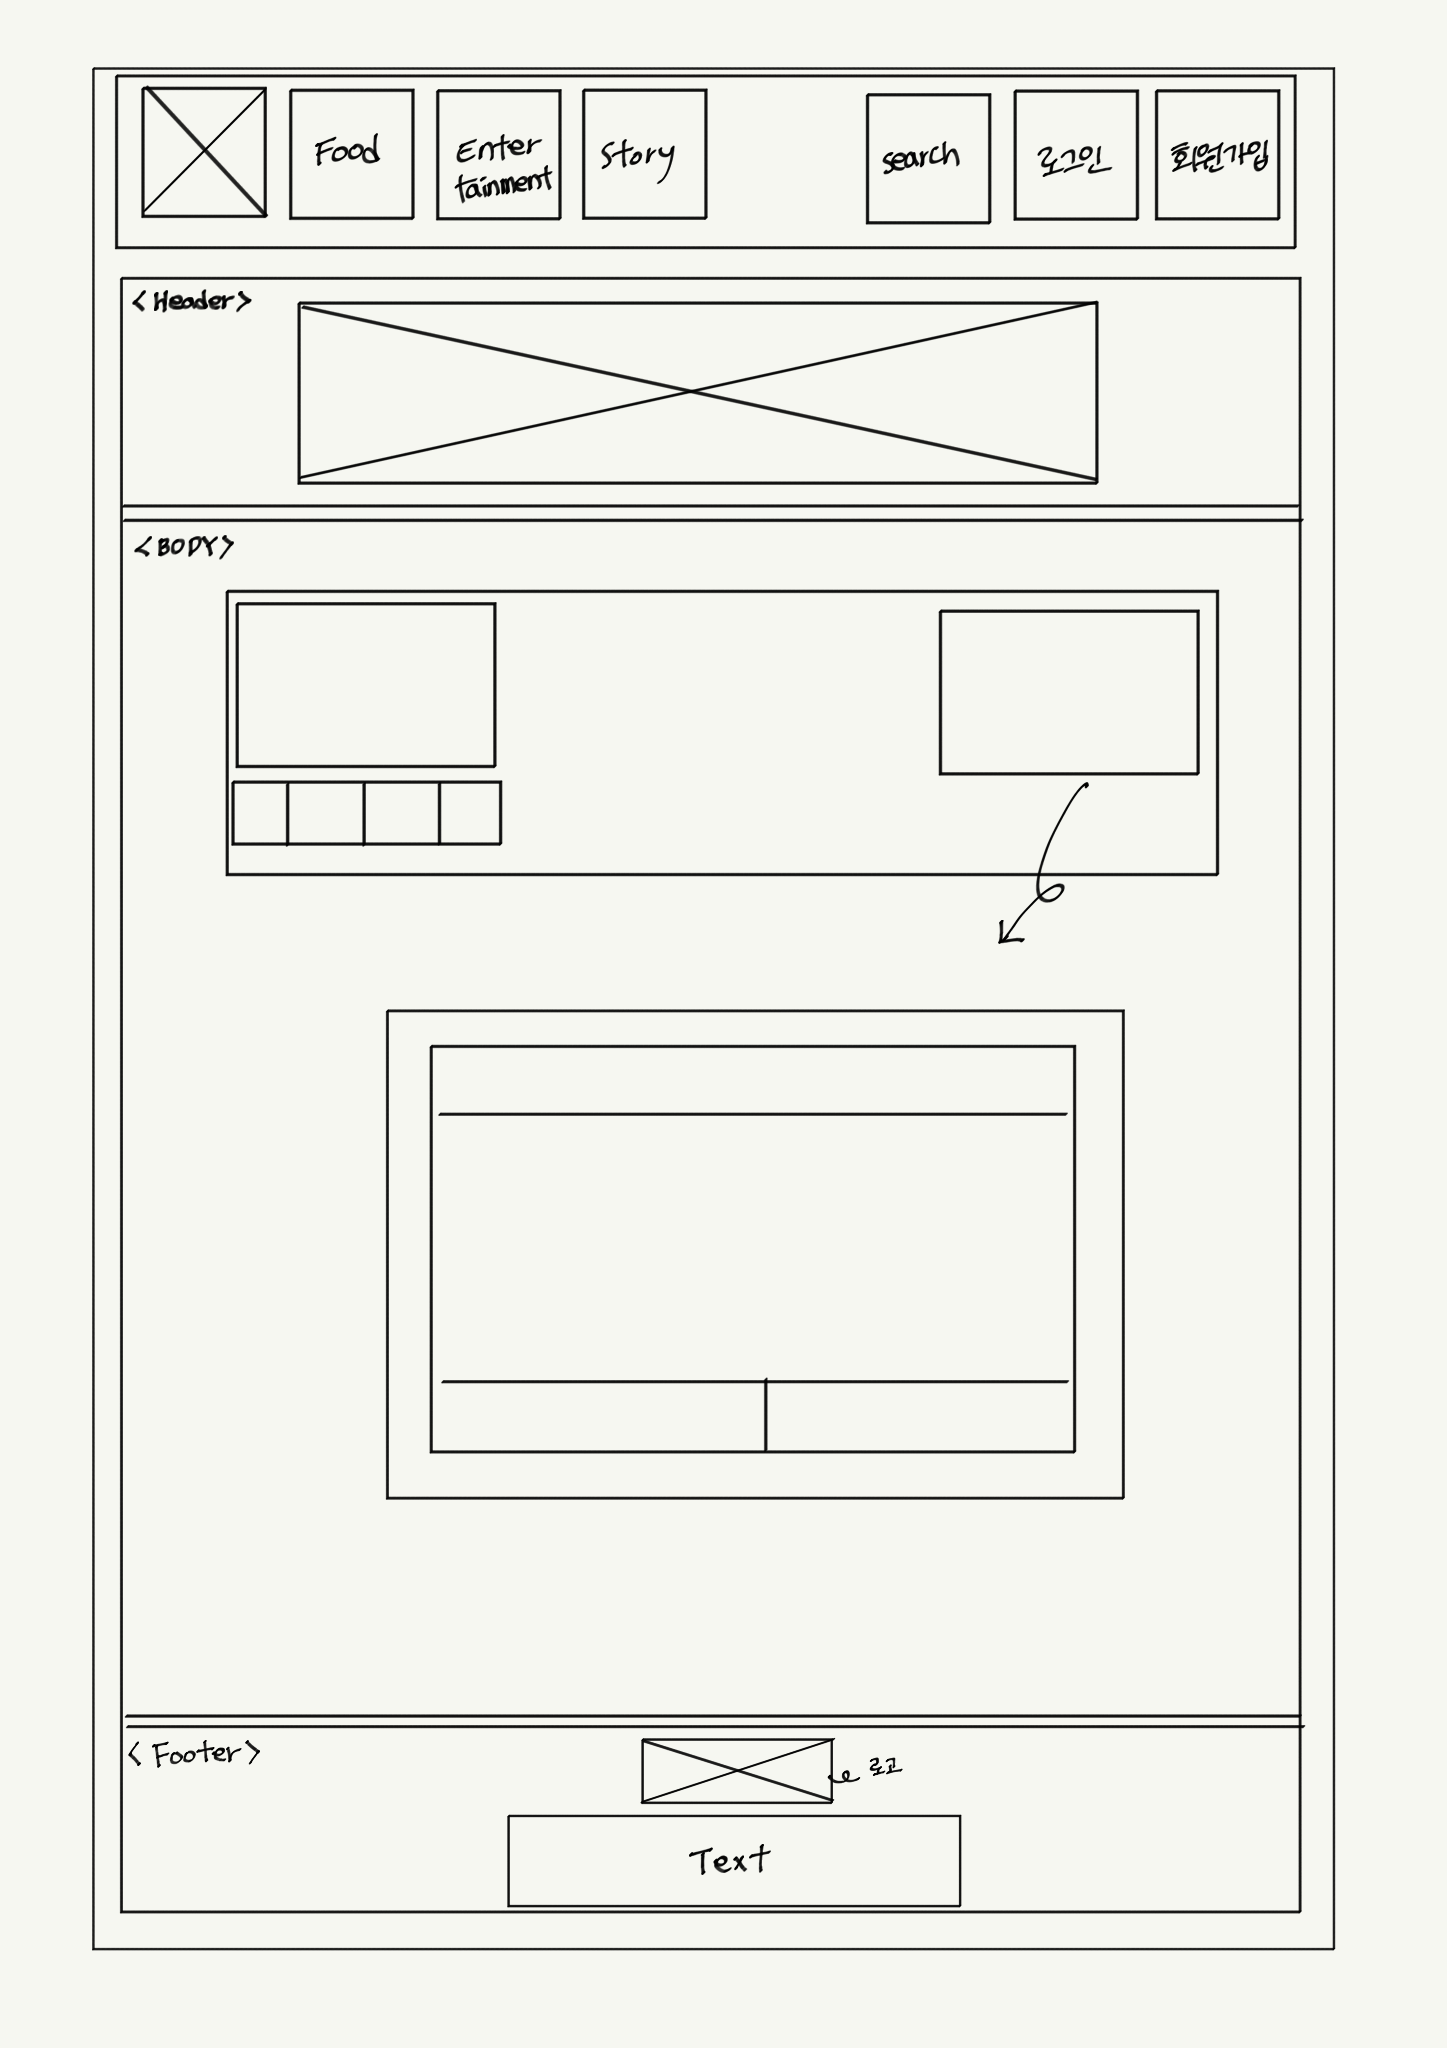 Food
Enter
tainment
Story
search
로그인
회원가입
<Header>
<BODY>
<Footer>
로고
Text